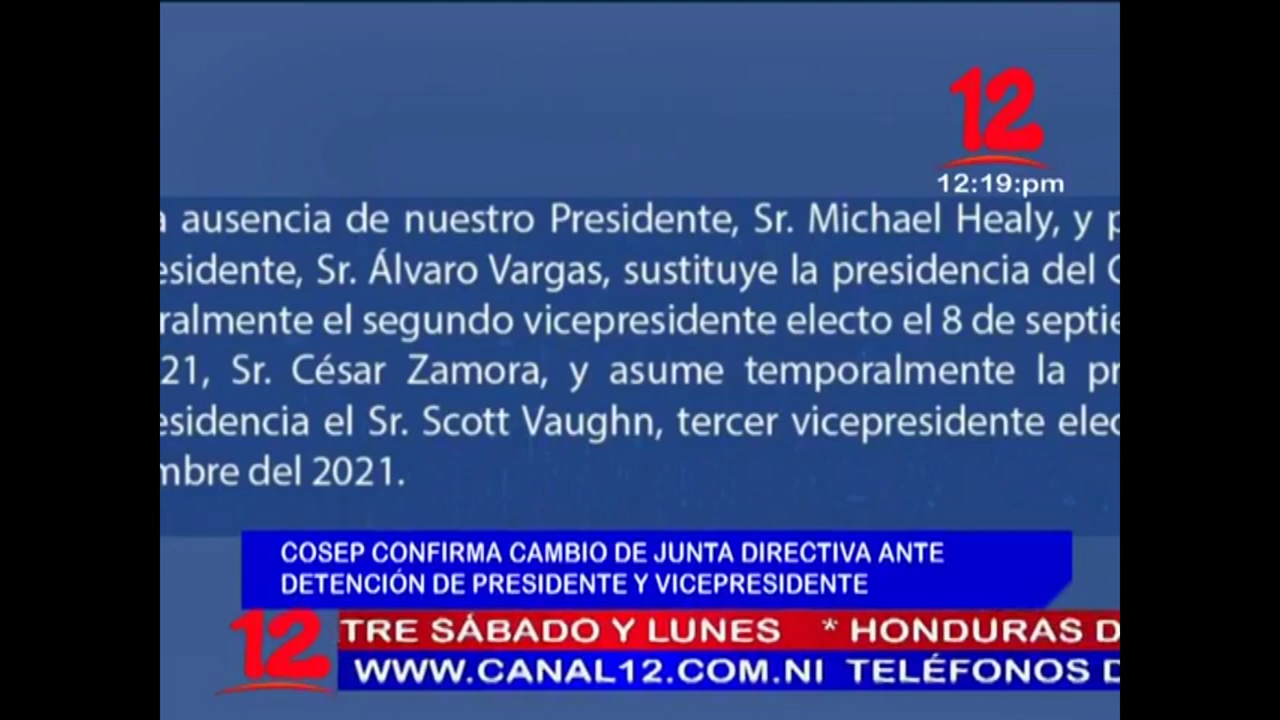 12
12:19:pm
a ausencia de nuestro Presidente, Sr. Michael Healy, y p
esidente, Sr. Álvaro Vargas, sustituye la presidencia del C
ralmente el segundo vicepresidente electo el 8 de septie
21, Sr. César Zamora, y asume temporalmente la pr
esidencia el Sr. Scott Vaughn, tercer vicepresidente elec
mbre del 2021.
COSEP CONFIRMA CAMBIO DE JUNTA DIRECTIVA ANTE
DETENCIÓN DE PRESIDENTE Y VICEPRESIDENTE
12
TRE SÁBADO Y LUNES * HONDURAS D
WWW.CANAL12.COM.NI TELÉFONOS D